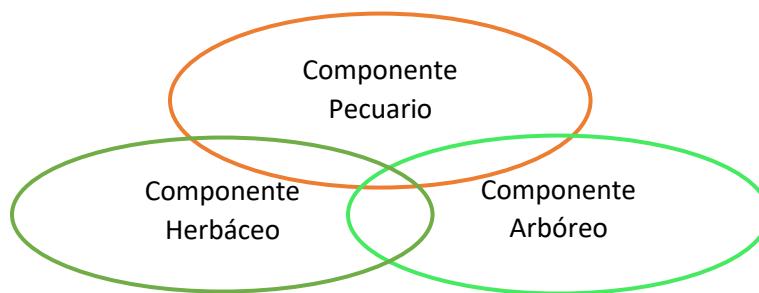 Componente
Pecuario
Componente
Herbáceo
Componente
Arbóreo